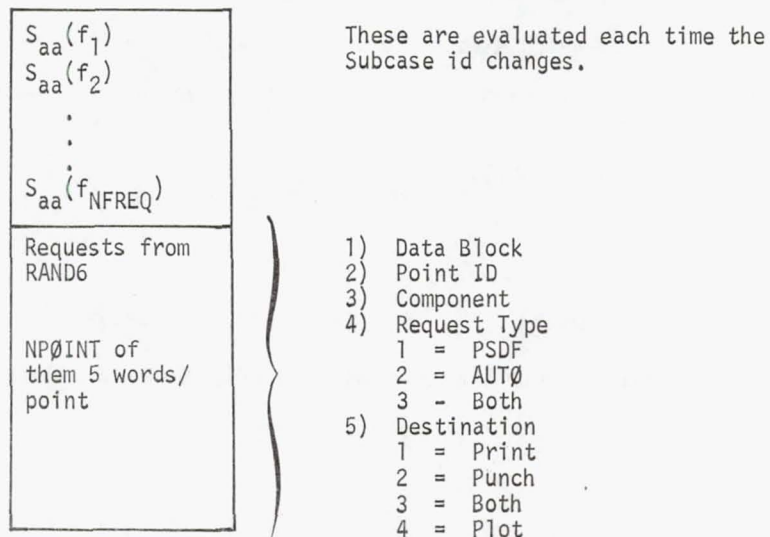 S_aa(f_1)
S_aa(f_2)
.
.
.
S_aa(f_NFREQ)
These are evaluated each time the
Subcase id changes.
Requests from
RAND6
NPØINT of
them 5 words/
point
1) Data Block
2) Point ID
3) Component
4) Request Type
1 = PSDF
2 = AUTØ
3 - Both
5) Destination
1 = Print
2 = Punch
3 = Both
4 = Plot